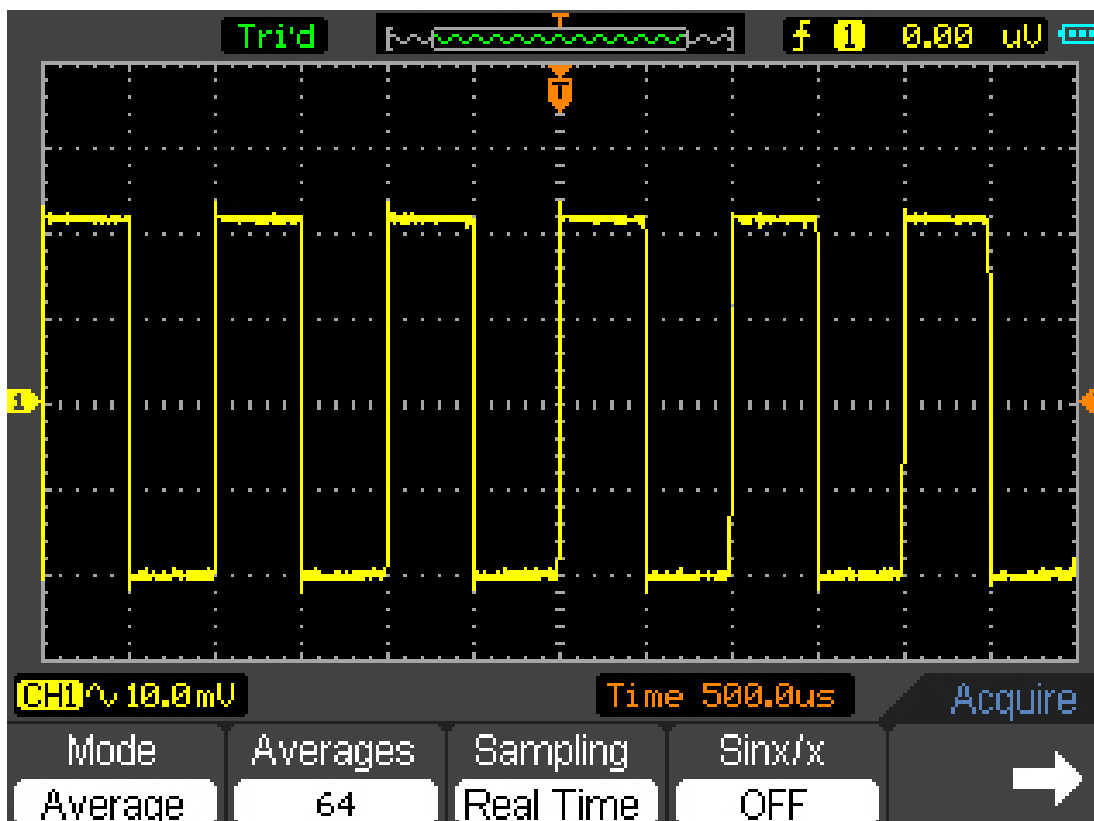 Tri'd T 1 0.00 uV
T
1
CH1 10.0mV Time 500.0us Acquire
Mode Averages Sampling Sinx/x
Average 64 Real Time OFF